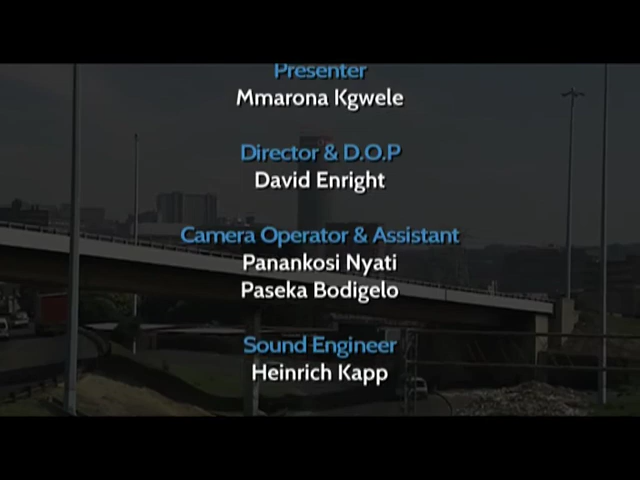 Presenter
Mmarona Kgwele
Director & D.O.P
David Enright
Camera Operator & Assistant
Panankosi Nyati
Paseka Bodigelo
Sound Engineer
Heinrich Kapp